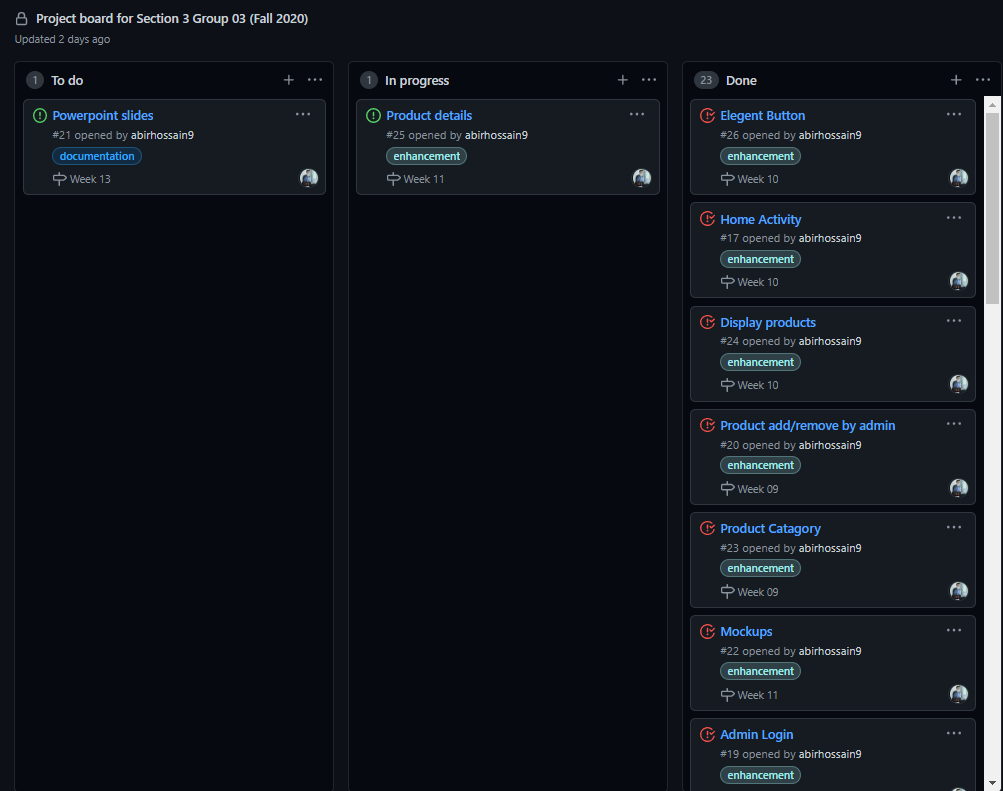 Project board for Section 3 Group 03 (Fall 2020)
Updated 2 days ago
1 To do
Powerpoint slides
#21 opened by abirhossain9
documentation
Week 13
1 In progress
Product details
#25 opened by abirhossain9
enhancement
Week 11
23 Done
Elegent Button
#26 opened by abirhossain9
enhancement
Week 10
Home Activity
#17 opened by abirhossain9
enhancement
Week 10
Display products
#24 opened by abirhossain9
enhancement
Week 10
Product add/remove by admin
#20 opened by abirhossain9
enhancement
Week 09
Product Catagory
#23 opened by abirhossain9
enhancement
Week 09
Mockups
#22 opened by abirhossain9
enhancement
Week 11
Admin Login
#19 opened by abirhossain9
enhancement